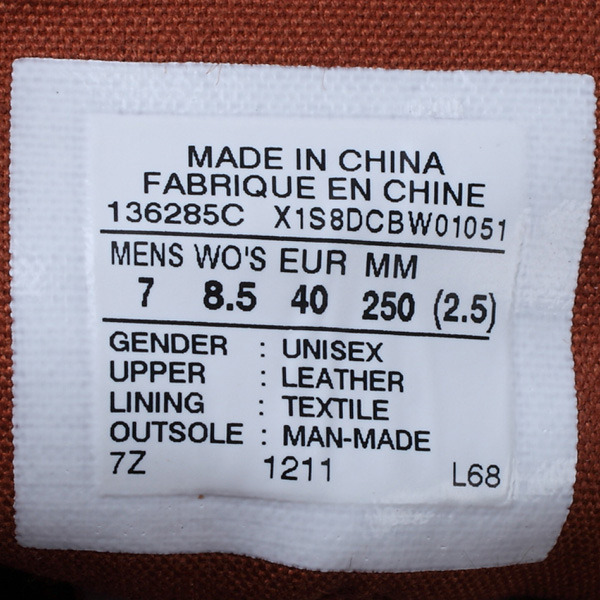 MADE IN CHINA
FABRIQUE EN CHINE
136285C X1S8DCBW01051
MENS WO'S EUR MM
7 8.5 40 250 (2.5)
GENDER : UNISEX
UPPER : LEATHER
LINING : TEXTILE
OUTSOLE : MAN-MADE
7Z 1211 L68